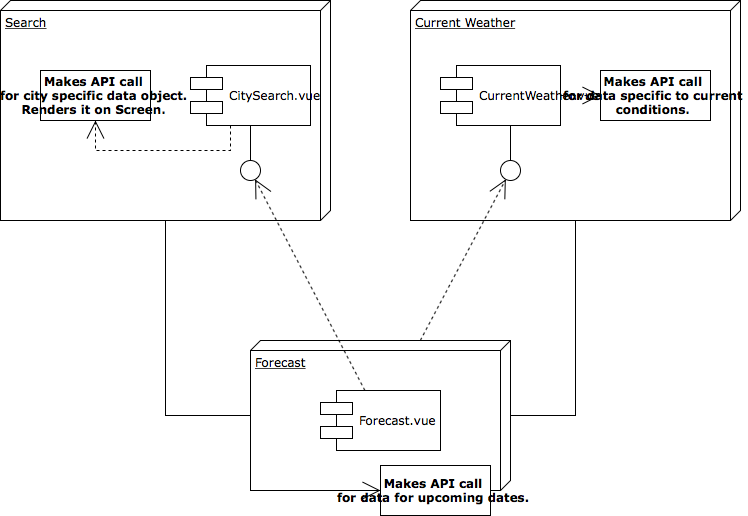 Search
Makes API call
for city specific data object.
Renders it on Screen.
CitySearch.vue
Current Weather
CurrentWeather.vue
Makes API call
for data specific to current
conditions.
Forecast
Forecast.vue
Makes API call
for data for upcoming dates.